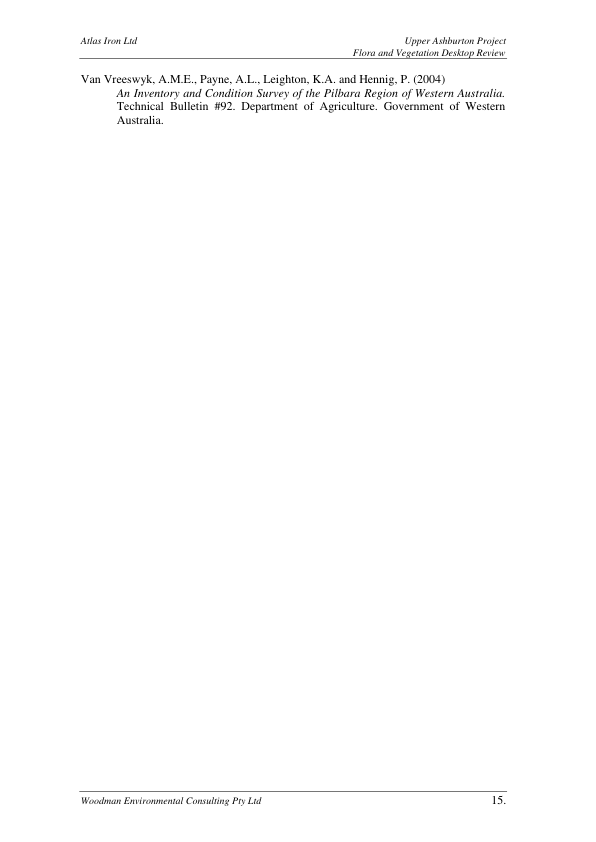 Atlas Iron Ltd
Upper Ashburton Project
Flora and Vegetation Desktop Review
Van Vreeswyk, A.M.E., Payne, A.L., Leighton, K.A. and Hennig, P. (2004)
An Inventory and Condition Survey of the Pilbara Region of Western Australia.
Technical Bulletin #92. Department of Agriculture. Government of Western
Australia.
Woodman Environmental Consulting Pty Ltd
15.